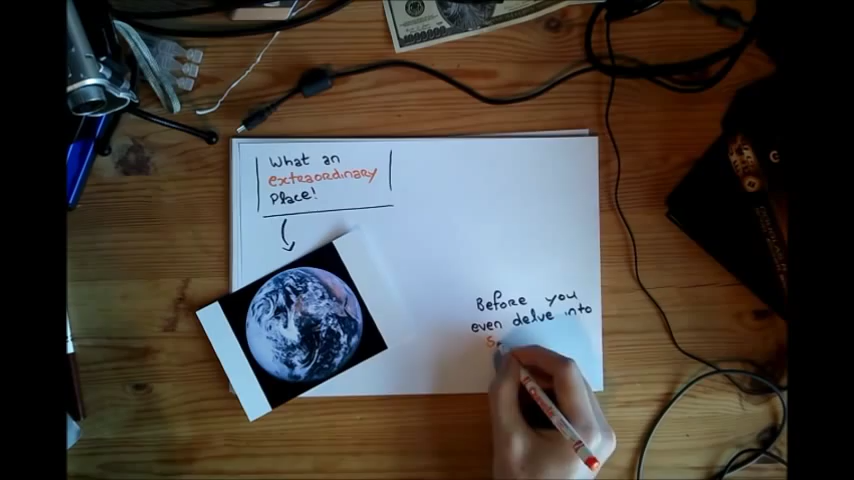 What an
extraordinary
Place!
Before you
even delve into
S